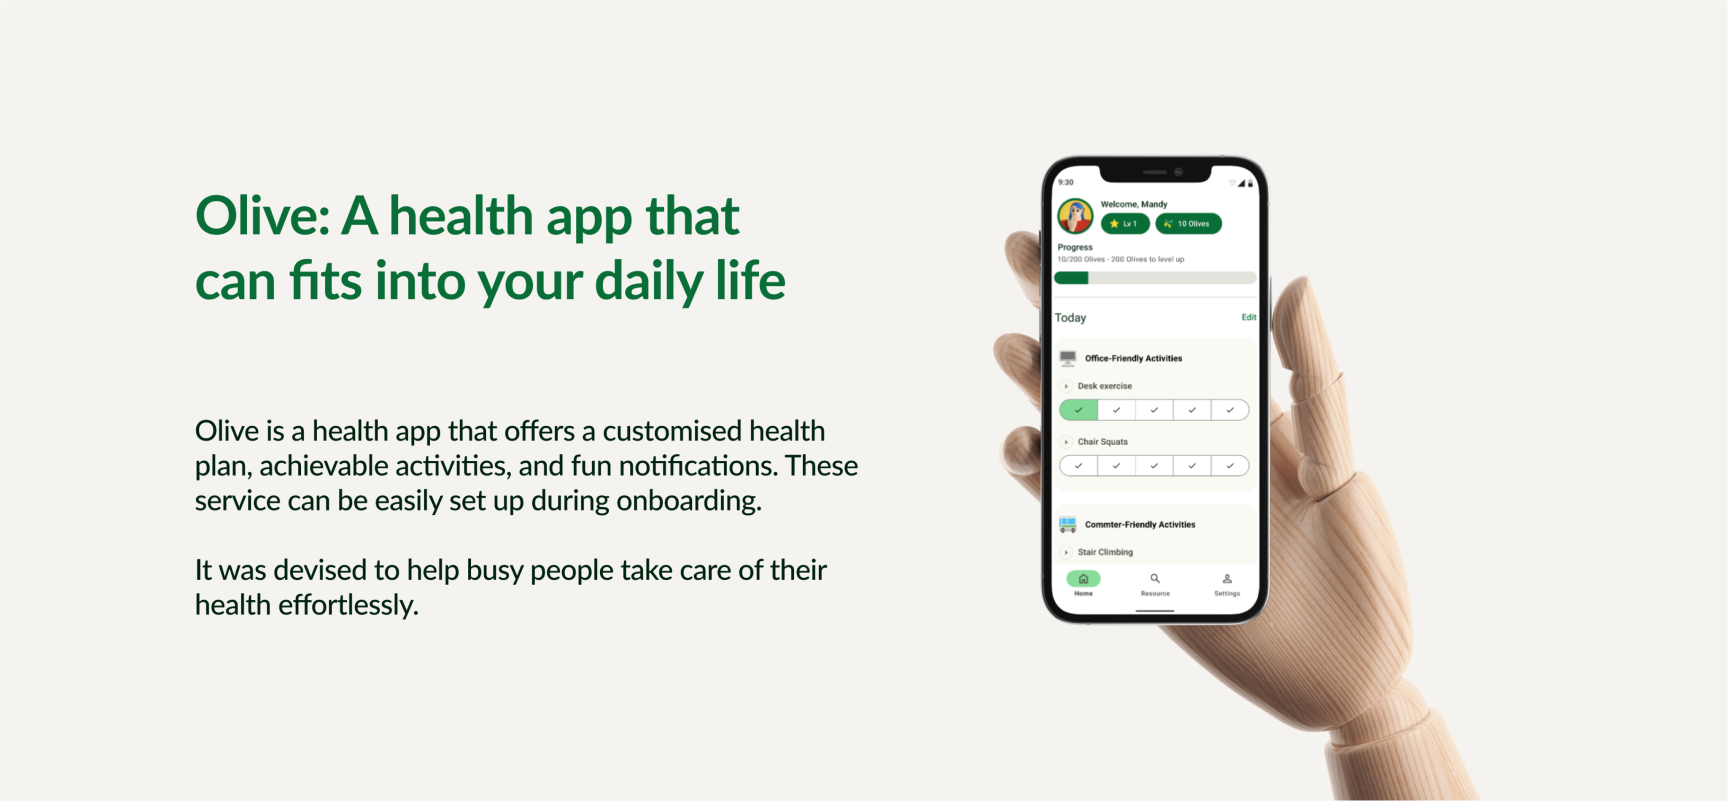 Olive: A health app that
can fits into your daily life
Olive is a health app that offers a customised health
plan, achievable activities, and fun notifications. These
service can be easily set up during onboarding.
It was devised to help busy people take care of their
health effortlessly.
9:30
Welcome, Mandy
Lv 1
10 Olives
Progress
10/200 Olives - 200 Olives to level up
Today
Edit
Office-Friendly Activities
Desk exercise
Chair Squats
Commter-Friendly Activities
Stair Climbing
Home
Resource
Settings